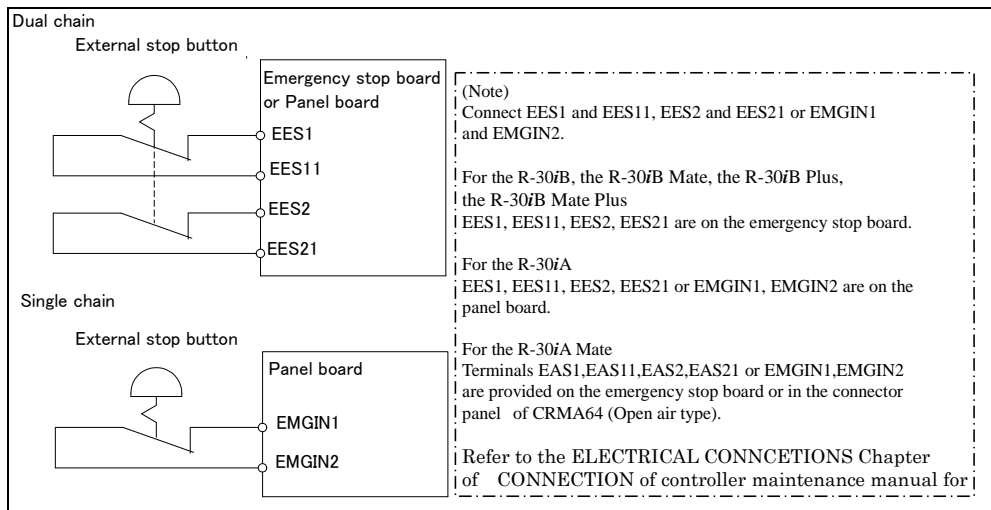 Dual chain
External stop button
Emergency stop board
or Panel board
EES1
EES11
EES2
EES21
Single chain
External stop button
Panel board
EMGIN1
EMGIN2
(Note)
Connect EES1 and EES11, EES2 and EES21 or EMGIN1
and EMGIN2.
For the R-30iB, the R-30iB Mate, the R-30iB Plus,
the R-30iB Mate Plus
EES1, EES11, EES2, EES21 are on the emergency stop board.
For the R-30iA
EES1, EES11, EES2, EES21 or EMGIN1, EMGIN2 are on the
panel board.
For the R-30iA Mate
Terminals EAS1,EAS11,EAS2,EAS21 or EMGIN1,EMGIN2
are provided on the emergency stop board or in the connector
panel of CRMA64 (Open air type).
Refer to the ELECTRICAL CONNCETIONS Chapter
of CONNECTION of controller maintenance manual for